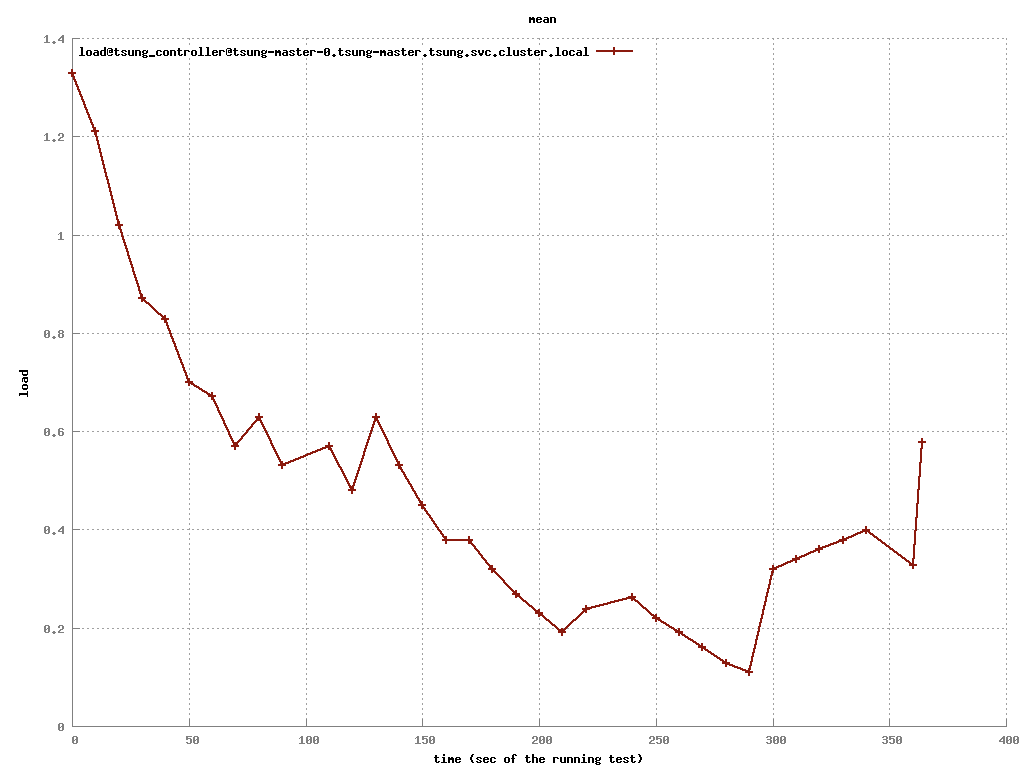 mean
load@tsung_controller@tsung-master-0.tsung-master.tsung.svc.cluster.local
1.4
1.2
1
0.8
0.6
0.4
0.2
0
load
0 50 100 150 200 250 300 350 400
time (sec of the running test)